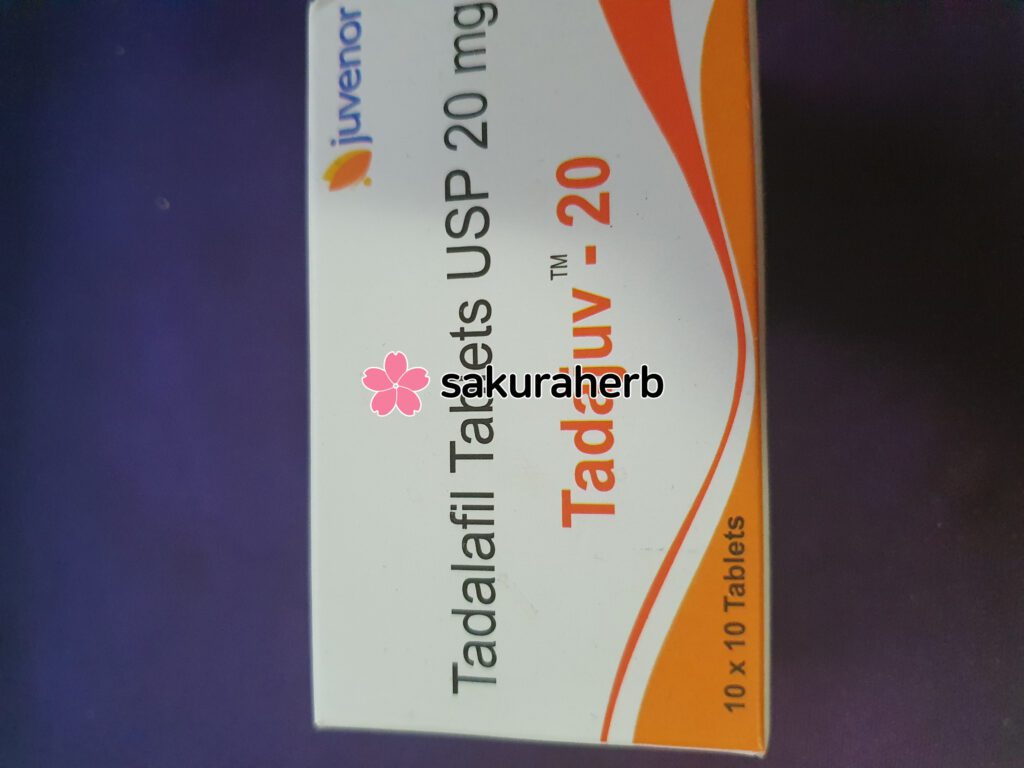 juvenor
Tadalafil Tablets USP 20 mg
Tadajuv™ - 20
10 x 10 Tablets
sakuraherb